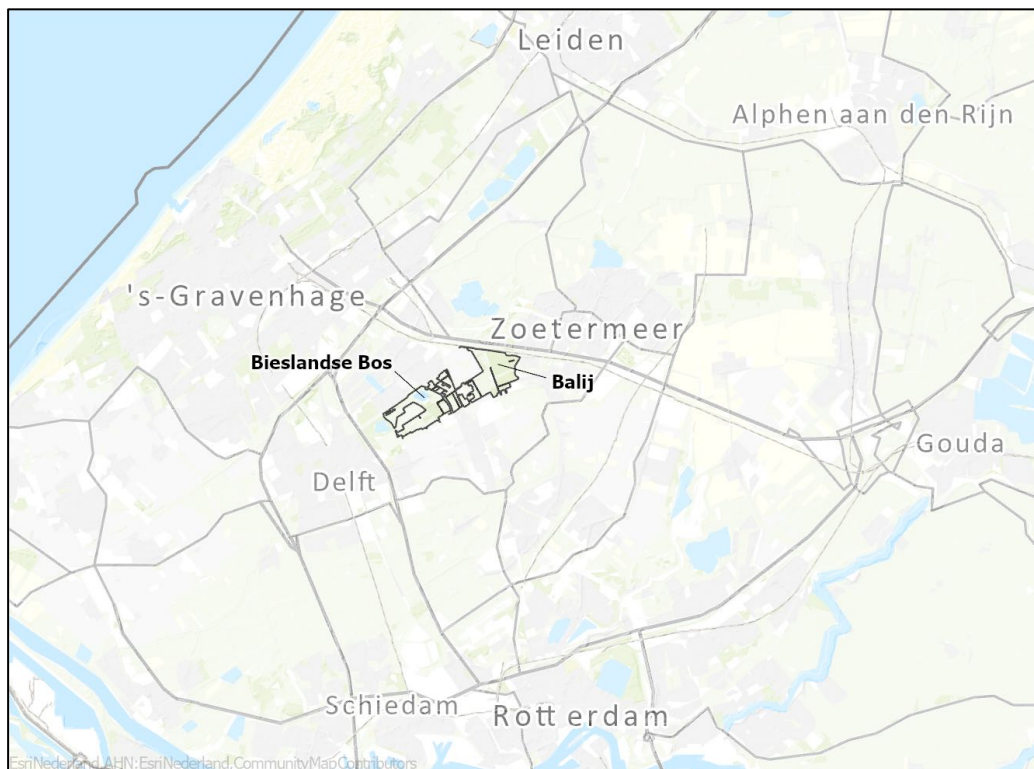 Leiden
Alphen aan den Rijn
's-Gravenhage
Zoetermeer
Bieslandse Bos
Balij
Gouda
Delft
Schiedam
Rotterdam
EsriNederland, AHN;EsriNederland,CommunityMapContributors